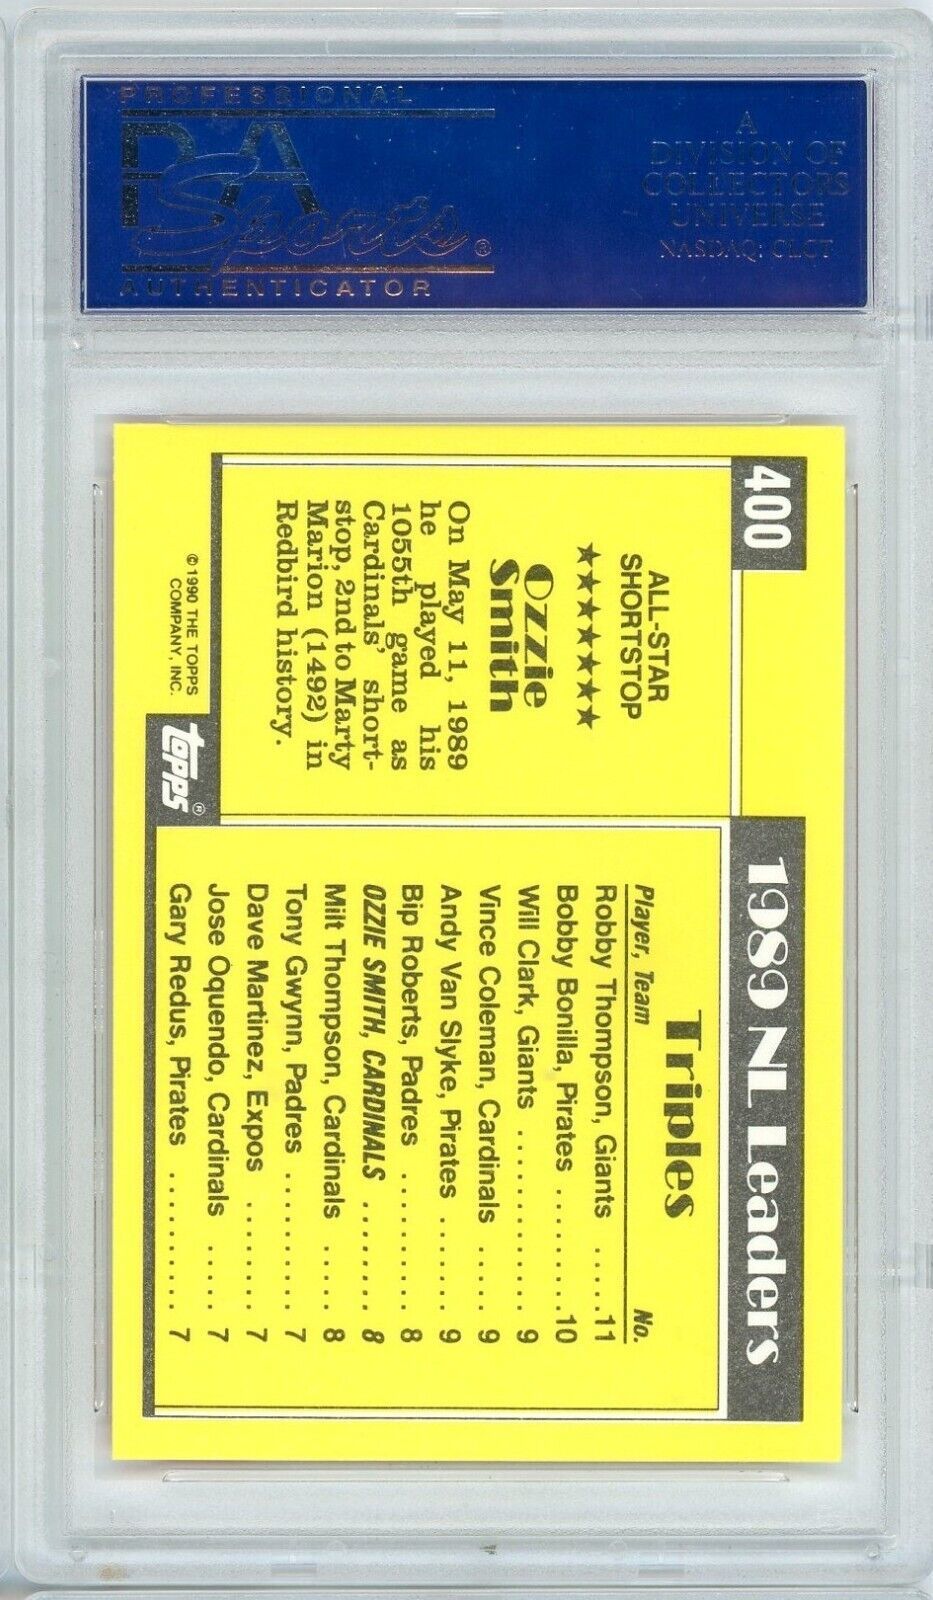 PROFESSIONAL
PSA
Sports®
AUTHENTICATOR
A
DIVISION OF
COLLECTORS
UNIVERSE
NASDAQ: CLCT
400
ALL-STAR
SHORTSTOP
★★★★★★★
Ozzie
Smith
On May 11, 1989
he played his
1055th game as
Cardinals' short-
stop, 2nd to Marty
Marion (1492) in
Redbird history.
©1990 THE TOPPS
COMPANY, INC.
topps®
1989 NL Leaders
Triples
Player, Team No.
Robby Thompson, Giants .....11
Bobby Bonilla, Pirates .........10
Will Clark, Giants ........... 9
Vince Coleman, Cardinals .... 9
Andy Van Slyke, Pirates ...... 9
Bip Roberts, Padres ......... 8
OZZIE SMITH, CARDINALS ....... 8
Milt Thompson, Cardinals .... 8
Tony Gwynn, Padres ......... 7
Dave Martinez, Expos ....... 7
Jose Oquendo, Cardinals .... 7
Gary Redus, Pirates ......... 7